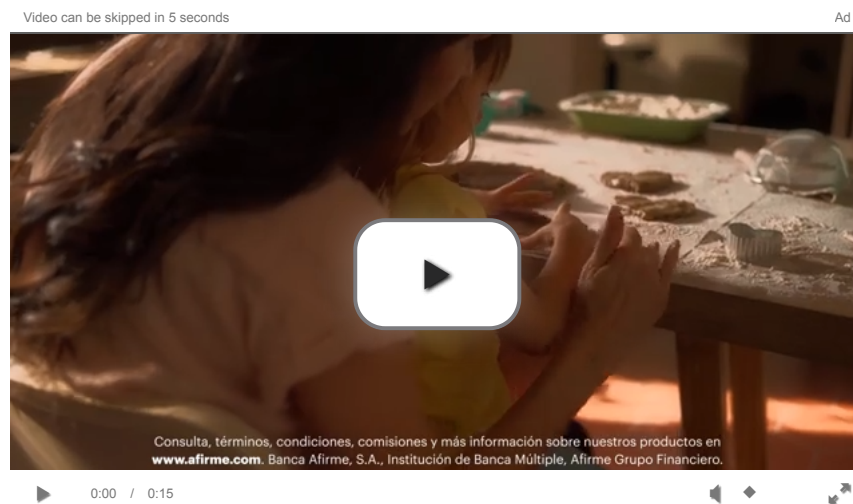 Video can be skipped in 5 seconds Ad
Consulta, términos, condiciones, comisiones y más información sobre nuestros productos en
www.afirme.com. Banca Afirme, S.A., Institución de Banca Múltiple, Afirme Grupo Financiero.
0:00 / 0:15